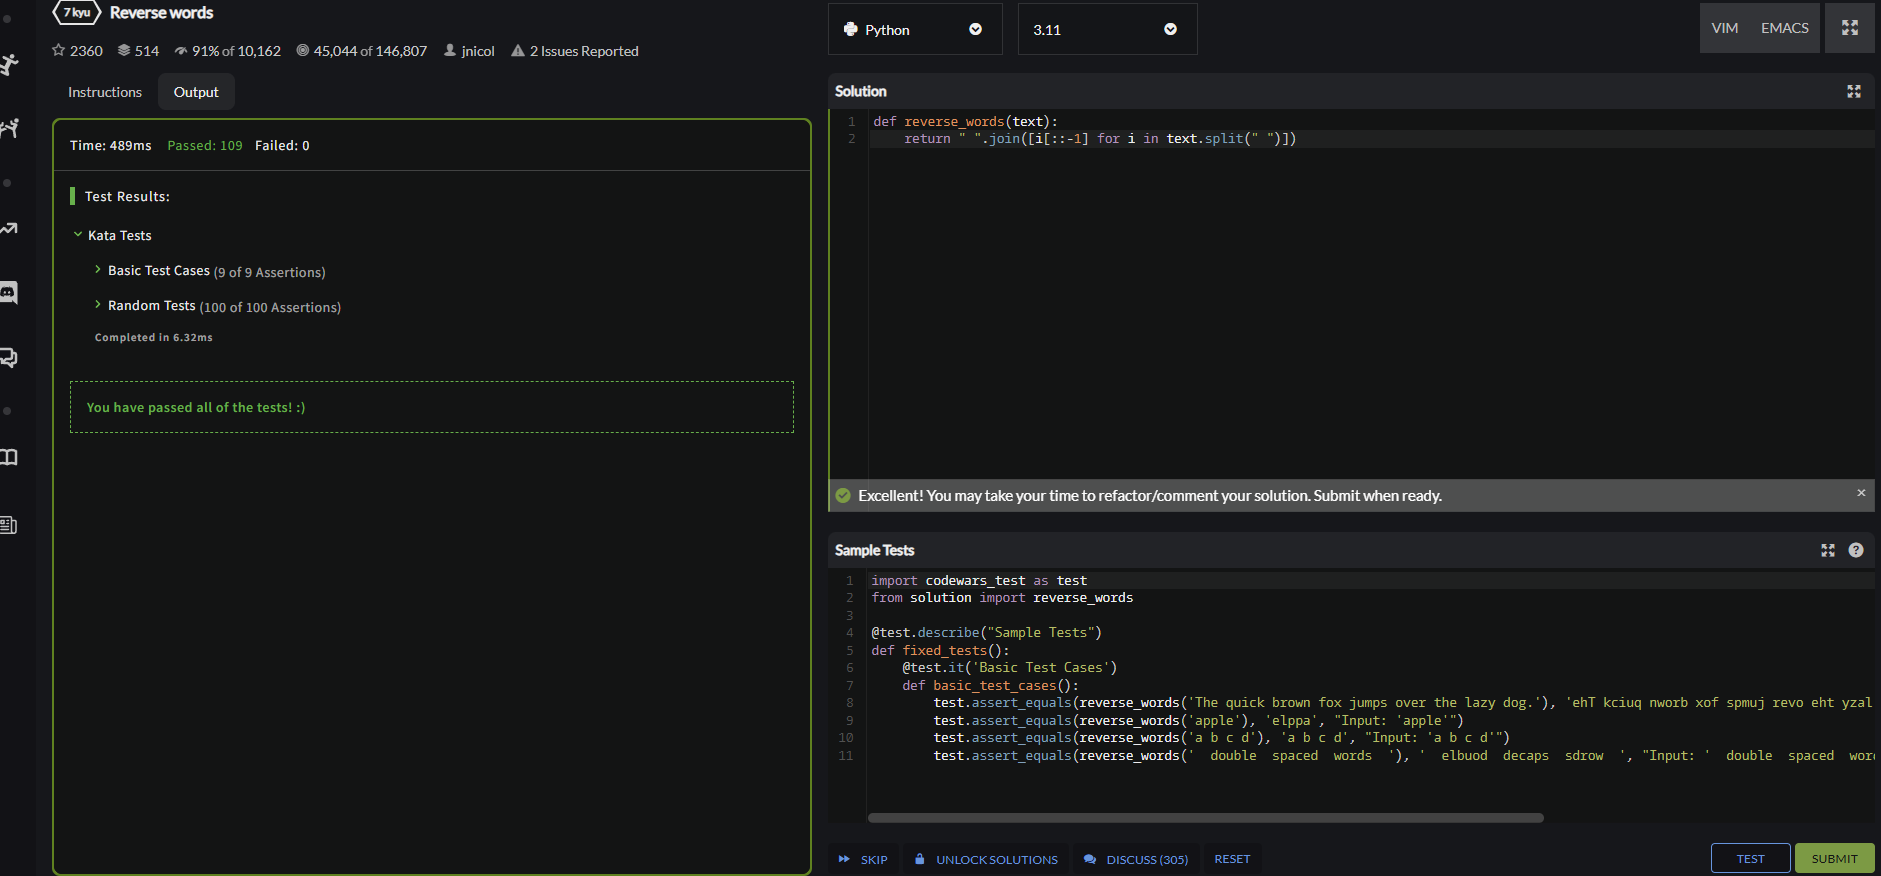 7 kyu Reverse words
2360 514 91% of 10,162 45,044 of 146,807 jnicol 2 Issues Reported
Instructions Output
Time: 489ms Passed: 109 Failed: 0
Test Results:
Kata Tests
Basic Test Cases (9 of 9 Assertions)
Random Tests (100 of 100 Assertions)
Completed in 6.32ms
You have passed all of the tests! :)
Python 3.11 VIM EMACS
Solution
1 def reverse_words(text):
2     return " ".join([i[::-1] for i in text.split(" ")])
Excellent! You may take your time to refactor/comment your solution. Submit when ready. ×
Sample Tests ?
1 import codewars_test as test
2 from solution import reverse_words
3
4 @test.describe("Sample Tests")
5 def fixed_tests():
6     @test.it('Basic Test Cases')
7     def basic_test_cases():
8         test.assert_equals(reverse_words('The quick brown fox jumps over the lazy dog.'), 'ehT kciuq nworb xof spmuj revo eht yzal
9         test.assert_equals(reverse_words('apple'), 'elppa', "Input: 'apple'")
10         test.assert_equals(reverse_words('a b c d'), 'a b c d', "Input: 'a b c d'")
11         test.assert_equals(reverse_words('  double  spaced  words  '), '  elbuod  decaps  sdrow  ', "Input: '  double  spaced
SKIP UNLOCK SOLUTIONS DISCUSS (305) RESET TEST SUBMIT